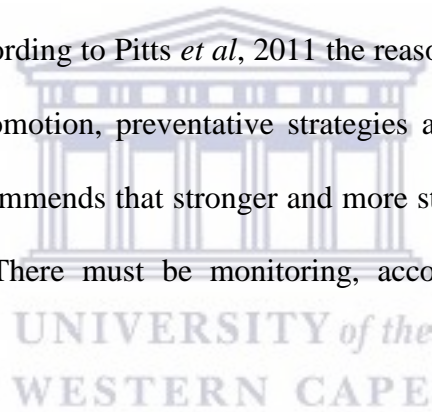 ording to Pitts et al, 2011 the reaso
omotion, preventative strategies a
mmends that stronger and more st
There must be monitoring, acco
UNIVERSITY of the
WESTERN CAPE